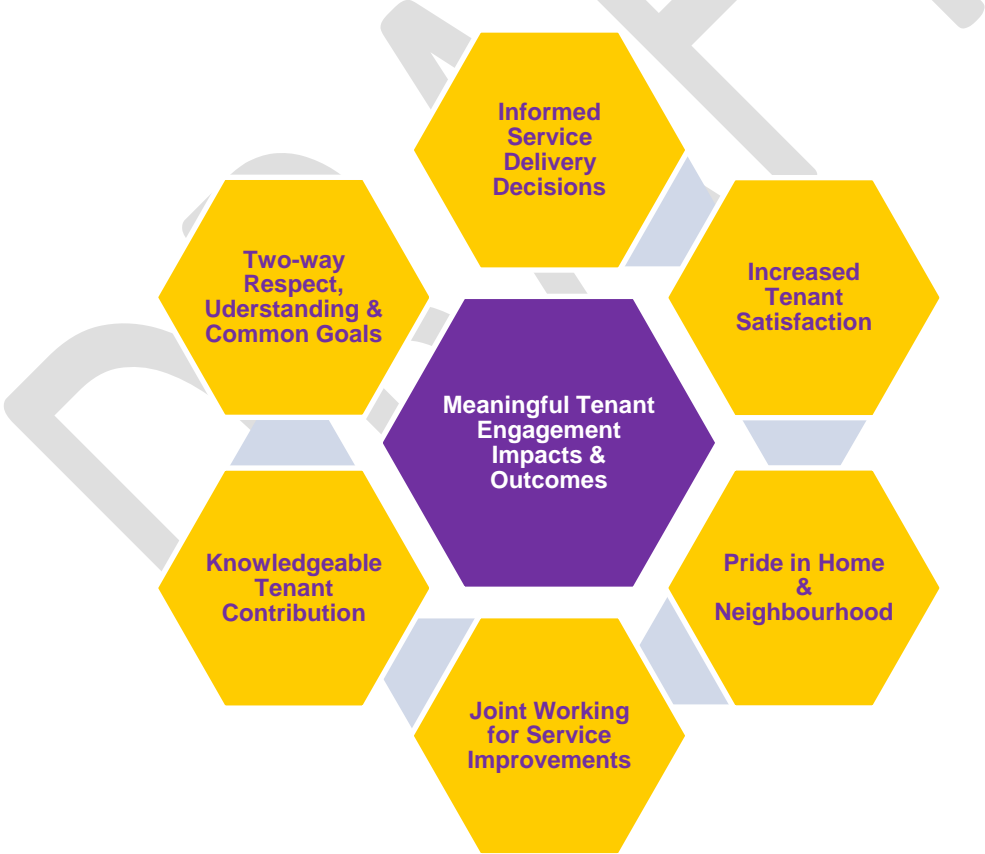 Informed
Service
Delivery
Decisions
Increased
Tenant
Satisfaction
Pride in Home
&
Neighbourhood
Joint Working
for Service
Improvements
Knowledgeable
Tenant
Contribution
Two-way
Respect,
Uderstanding &
Common Goals
Meaningful Tenant
Engagement
Impacts &
Outcomes